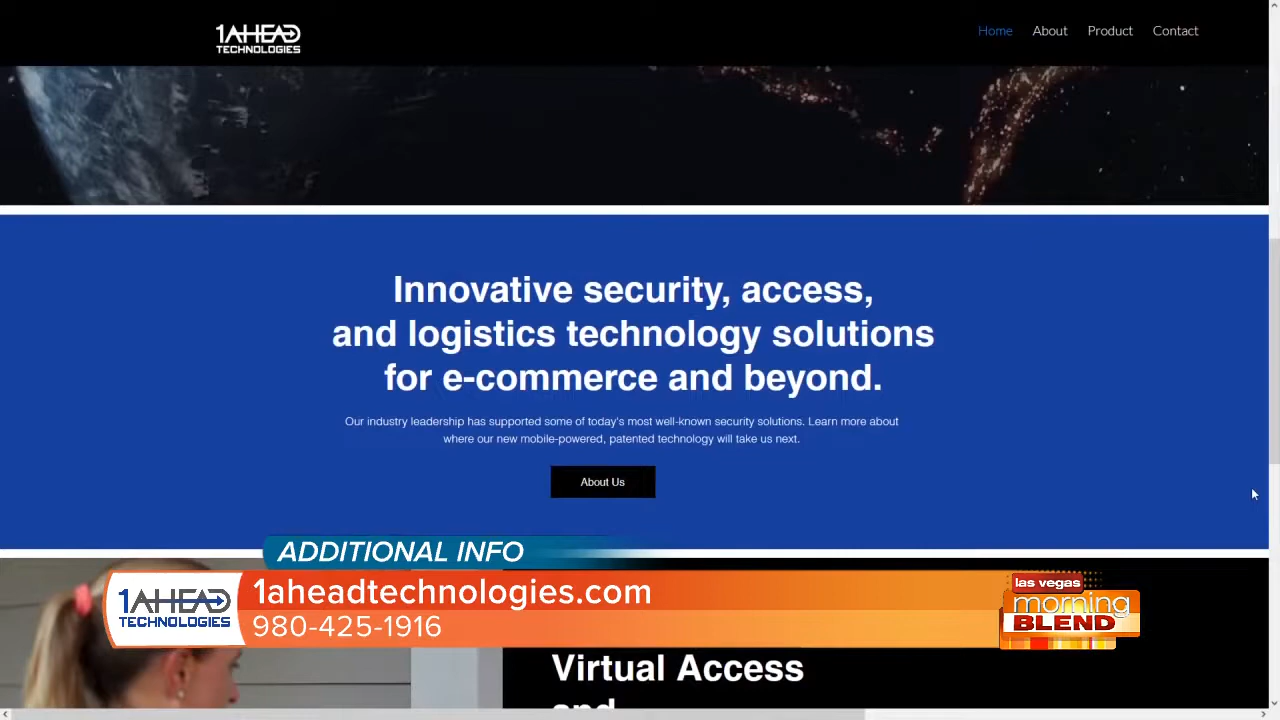 1AHEAD
TECHNOLOGIES
Home About Product Contact
Innovative security, access,
and logistics technology solutions
for e-commerce and beyond.
Our industry leadership has supported some of today's most well-known security solutions. Learn more about
where our new mobile-powered, patented technology will take us next.
About Us
ADDITIONAL INFO
1AHEAD
TECHNOLOGIES
1aheadtechnologies.com
980-425-1916
las vegas
morning
BLEND
Virtual Access
and